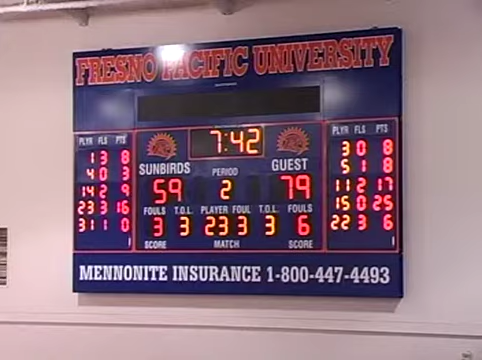 FRESNO PACIFIC UNIVERSITY
7:42
SUNBIRDS PERIOD GUEST
59 2 79
FOULS T.O.L. PLAYER FOUL T.O.L. FOULS
3 3 23 3 3 6
SCORE MATCH SCORE
PLYR FLS PTS
1 3 8
4 0 3
14 2 9
23 3 16
31 1 0
PLYR FLS PTS
3 0 8
5 1 8
11 2 17
15 0 25
22 3 6
MENNONITE INSURANCE 1-800-447-4493